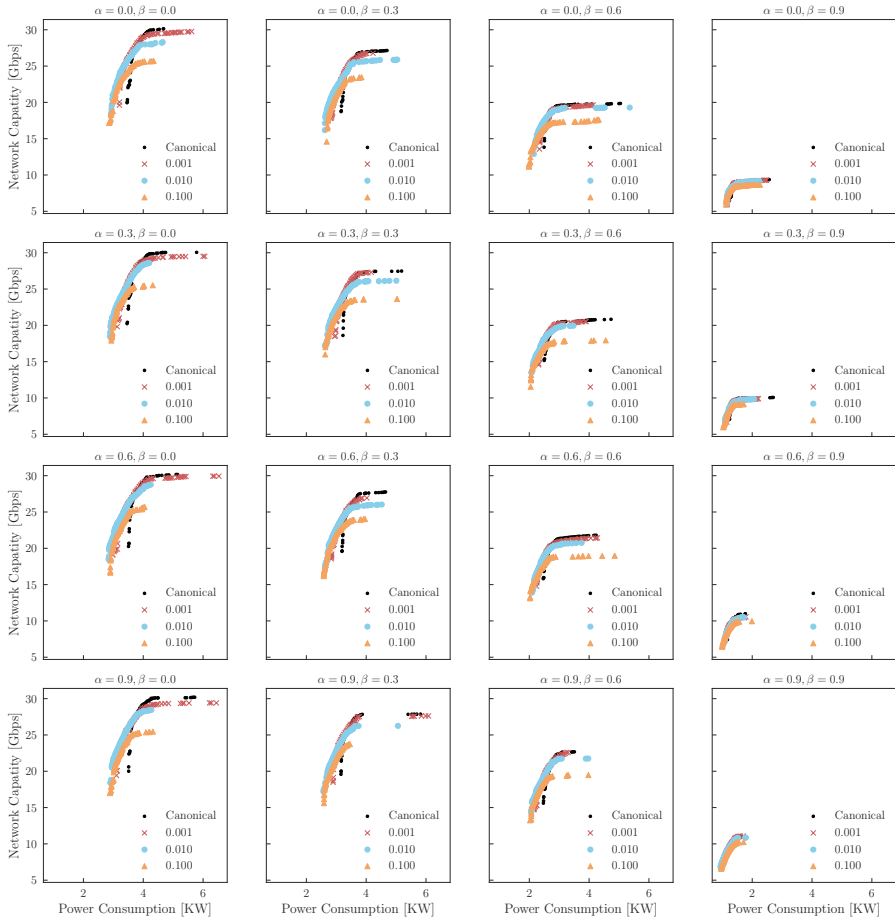 α = 0.0, β = 0.0
α = 0.0, β = 0.3
α = 0.0, β = 0.6
α = 0.0, β = 0.9
Network Capatity [Gbps]
30
25
20
15
10
5
Canonical
0.001
0.010
0.100
Canonical
0.001
0.010
0.100
Canonical
0.001
0.010
0.100
Canonical
0.001
0.010
0.100
α = 0.3, β = 0.0
α = 0.3, β = 0.3
α = 0.3, β = 0.6
α = 0.3, β = 0.9
Network Capatity [Gbps]
30
25
20
15
10
5
Canonical
0.001
0.010
0.100
Canonical
0.001
0.010
0.100
Canonical
0.001
0.010
0.100
Canonical
0.001
0.010
0.100
α = 0.6, β = 0.0
α = 0.6, β = 0.3
α = 0.6, β = 0.6
α = 0.6, β = 0.9
Network Capatity [Gbps]
30
25
20
15
10
5
Canonical
0.001
0.010
0.100
Canonical
0.001
0.010
0.100
Canonical
0.001
0.010
0.100
Canonical
0.001
0.010
0.100
α = 0.9, β = 0.0
α = 0.9, β = 0.3
α = 0.9, β = 0.6
α = 0.9, β = 0.9
Network Capatity [Gbps]
30
25
20
15
10
5
Canonical
0.001
0.010
0.100
Canonical
0.001
0.010
0.100
Canonical
0.001
0.010
0.100
Canonical
0.001
0.010
0.100
2 4 6
2 4 6
2 4 6
2 4 6
Power Consumption [KW]
Power Consumption [KW]
Power Consumption [KW]
Power Consumption [KW]